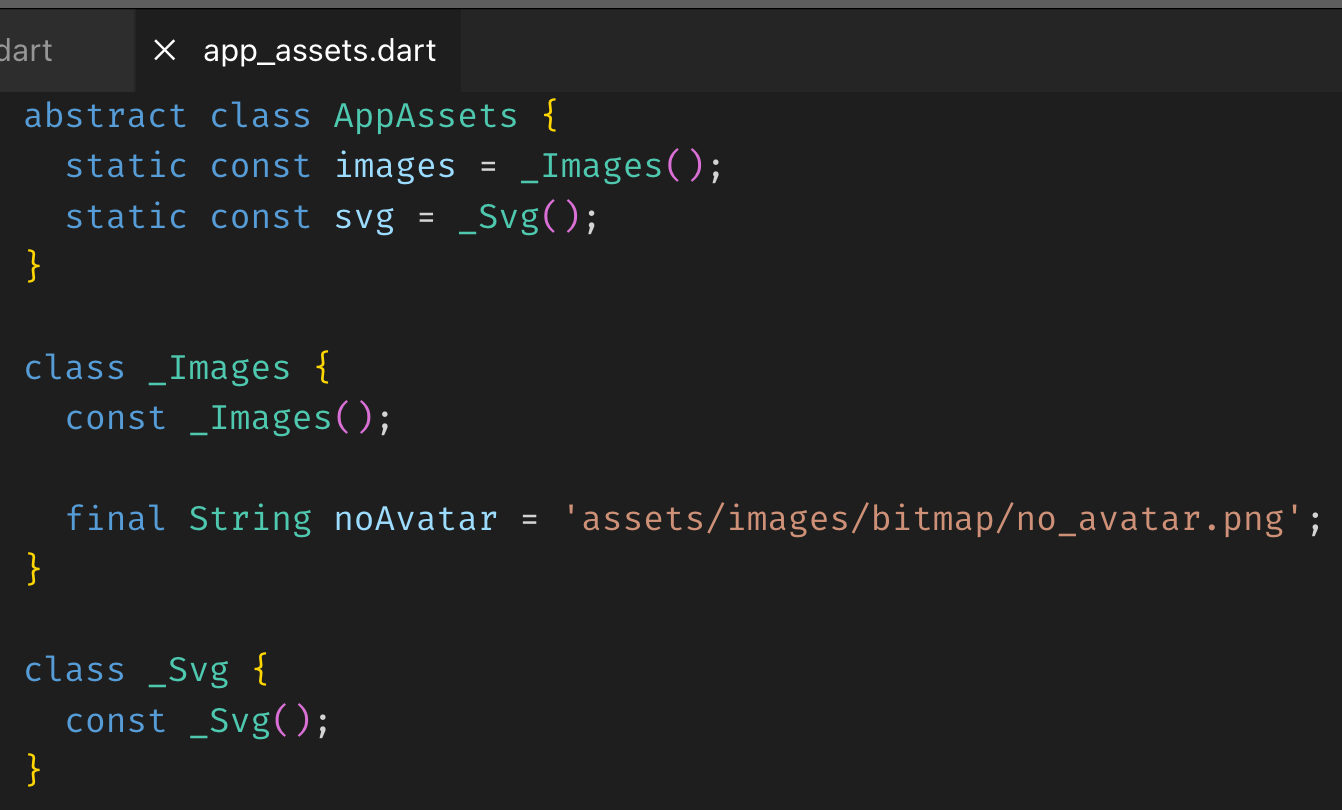 dart
app_assets.dart
abstract class AppAssets {
  static const images = _Images();
  static const svg = _Svg();
}

class _Images {
  const _Images();

  final String noAvatar = 'assets/images/bitmap/no_avatar.png';
}

class _Svg {
  const _Svg();
}